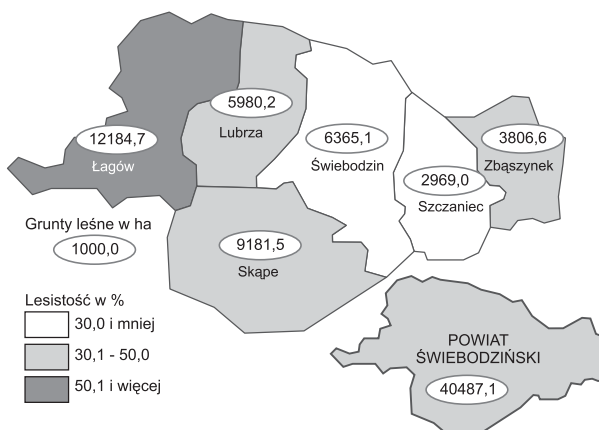 5980,2
Lubrza
12184,7
Łagów
6365,1
Świebodzin
3806,6
Zbąszynek
2969,0
Szczaniec
Grunty leśne w ha
1000,0
9181,5
Skąpe
Lesistość w %
30,0 i mniej
30,1 - 50,0
50,1 i więcej
POWIAT
ŚWIEBODZIŃSKI
40487,1